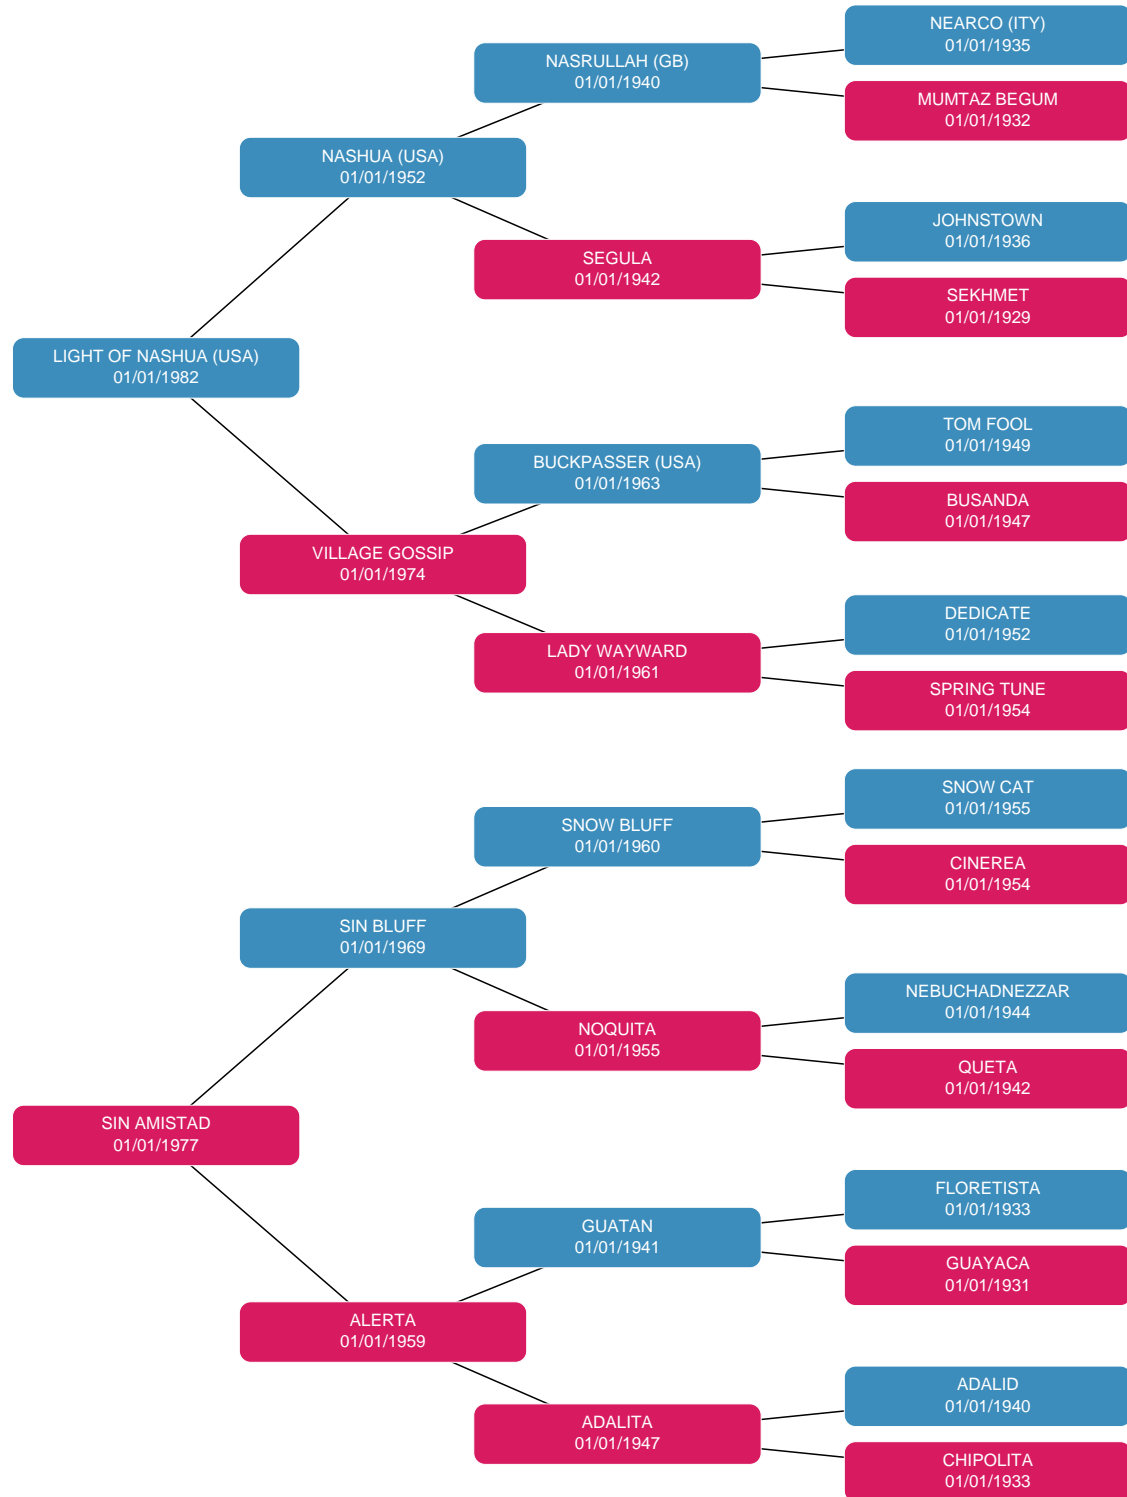 NEARCO (ITY)
01/01/1935
NASRULLAH (GB)
01/01/1940
MUMTAZ BEGUM
01/01/1932
NASHUA (USA)
01/01/1952
JOHNSTOWN
01/01/1936
SEGULA
01/01/1942
SEKHMET
01/01/1929
LIGHT OF NASHUA (USA)
01/01/1982
TOM FOOL
01/01/1949
BUCKPASSER (USA)
01/01/1963
BUSANDA
01/01/1947
VILLAGE GOSSIP
01/01/1974
DEDICATE
01/01/1952
LADY WAYWARD
01/01/1961
SPRING TUNE
01/01/1954
SNOW CAT
01/01/1955
SNOW BLUFF
01/01/1960
CINEREA
01/01/1954
SIN BLUFF
01/01/1969
NEBUCHADNEZZAR
01/01/1944
NOQUITA
01/01/1955
QUETA
01/01/1942
SIN AMISTAD
01/01/1977
FLORETISTA
01/01/1933
GUATAN
01/01/1941
GUAYACA
01/01/1931
ALERTA
01/01/1959
ADALID
01/01/1940
ADALITA
01/01/1947
CHIPOLITA
01/01/1933